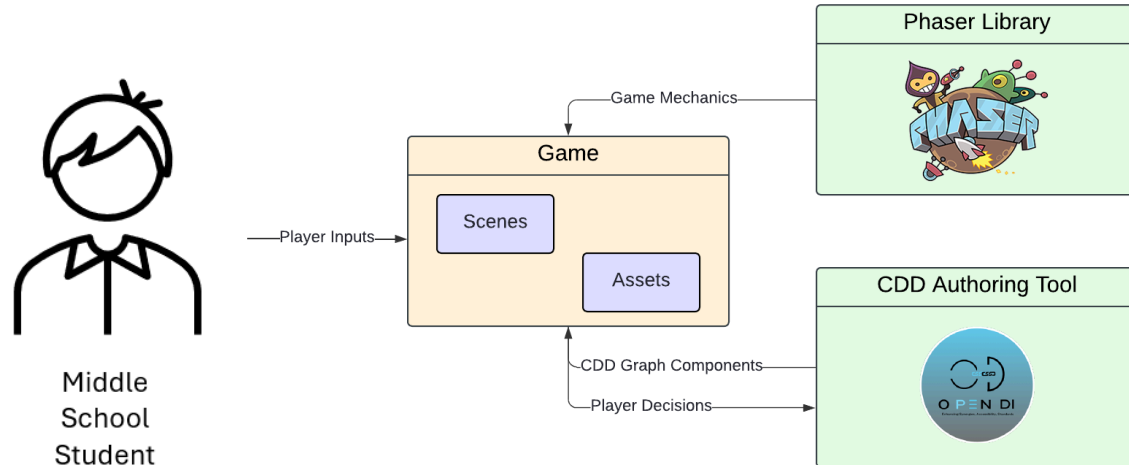 Phaser Library
PHASER
Game Mechanics
Game
Scenes
Player Inputs
Assets
CDD Authoring Tool
CDD Graph Components
OPEN DI
Player Decisions
Middle
School
Student